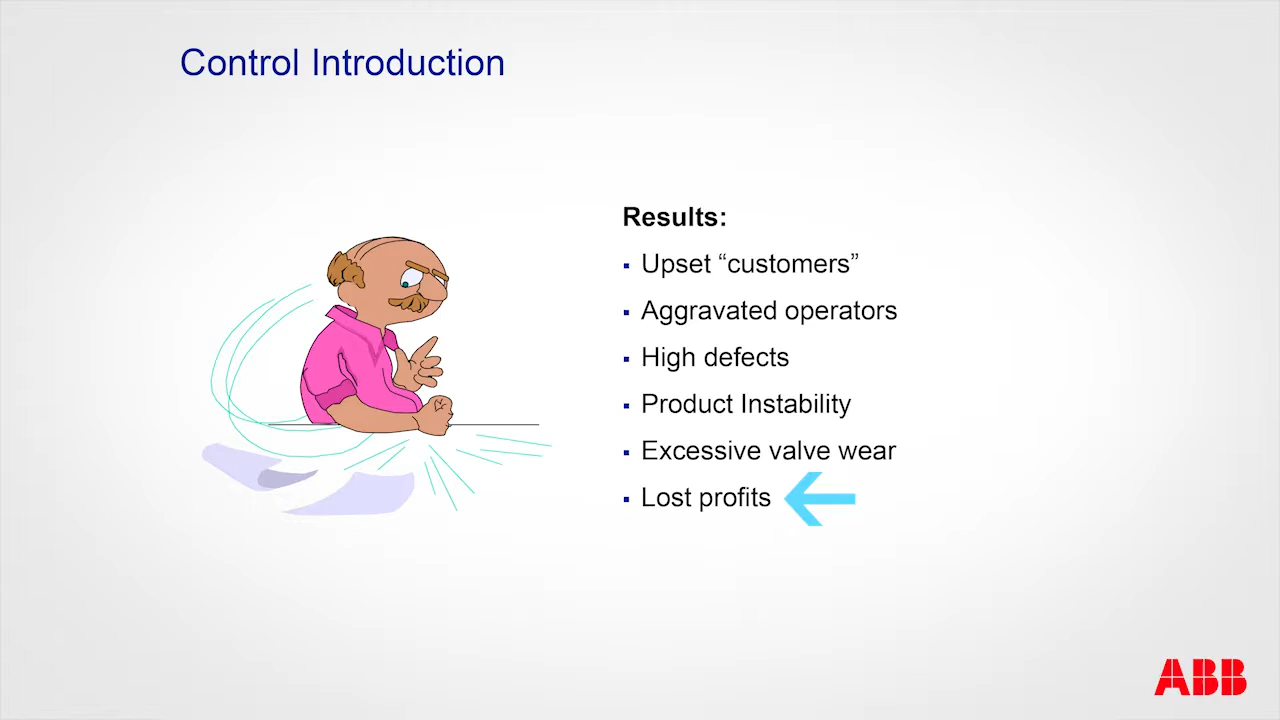 Control Introduction
Results:
▪ Upset “customers”
▪ Aggravated operators
▪ High defects
▪ Product Instability
▪ Excessive valve wear
▪ Lost profits
ABB